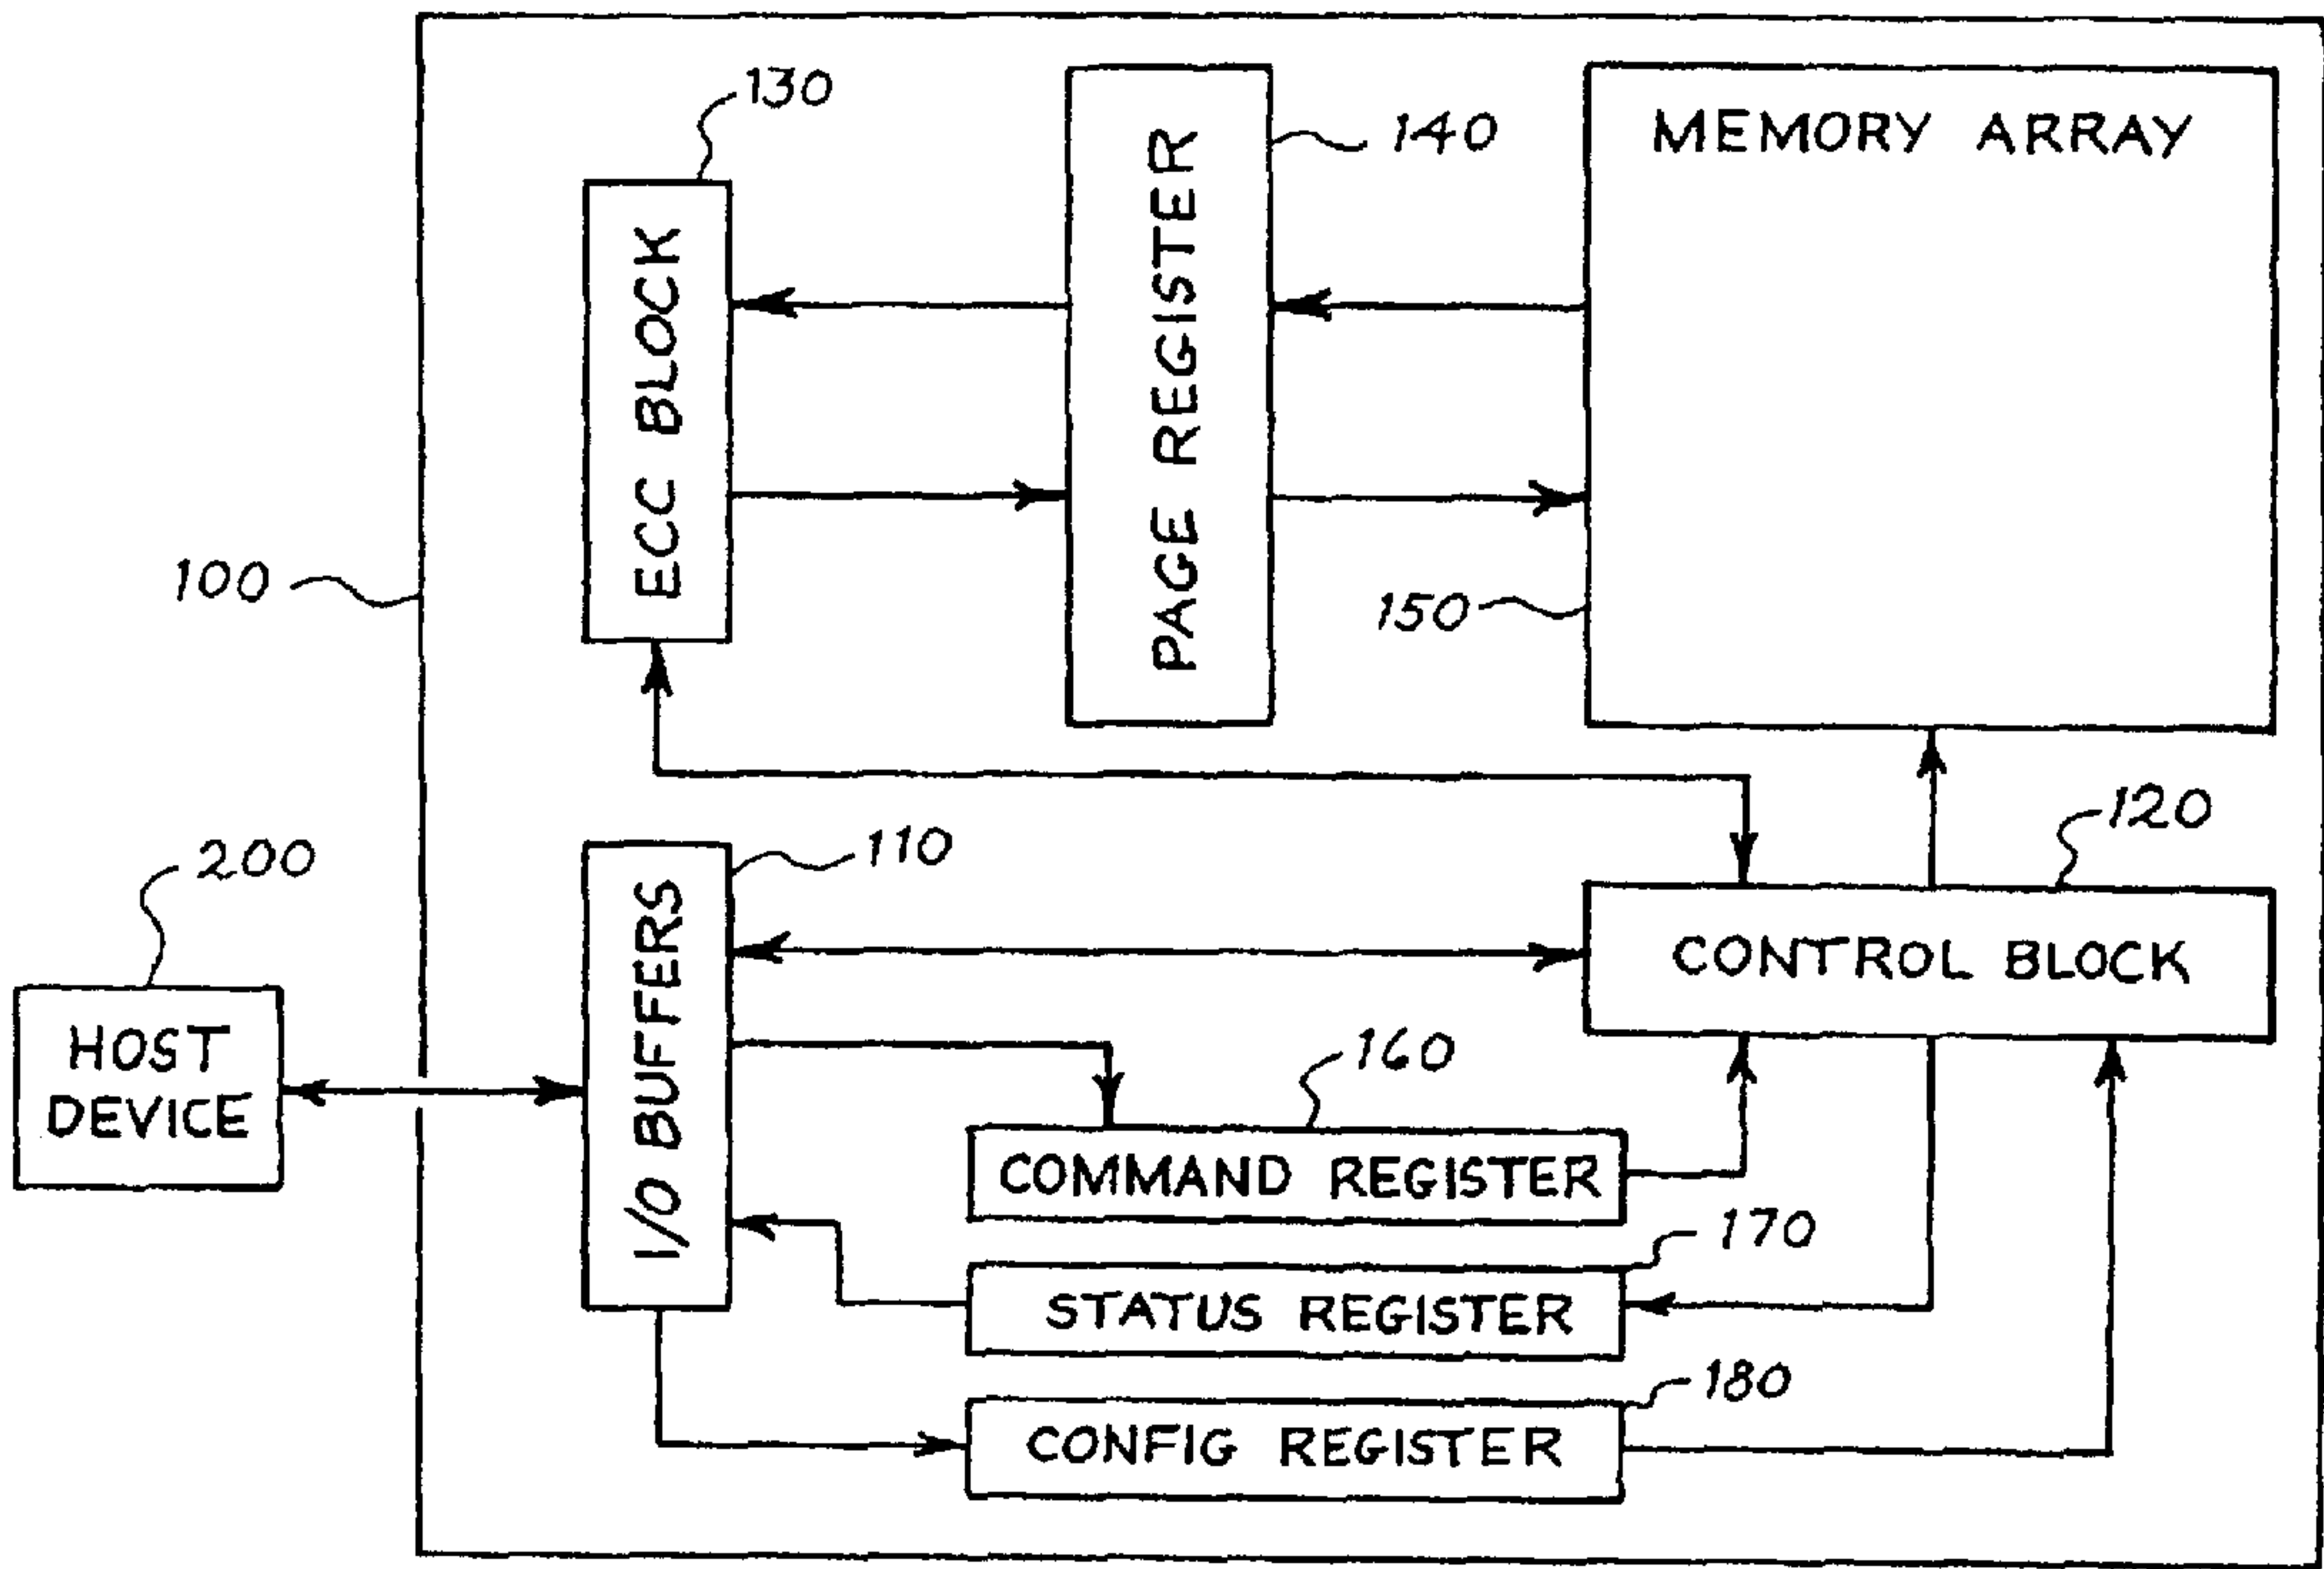 130
140
MEMORY ARRAY
ECC BLOCK
PAGE REGISTER
100
150
120
200
110
HOST
DEVICE
I/O BUFFERS
CONTROL BLOCK
160
COMMAND REGISTER
170
STATUS REGISTER
180
CONFIG REGISTER